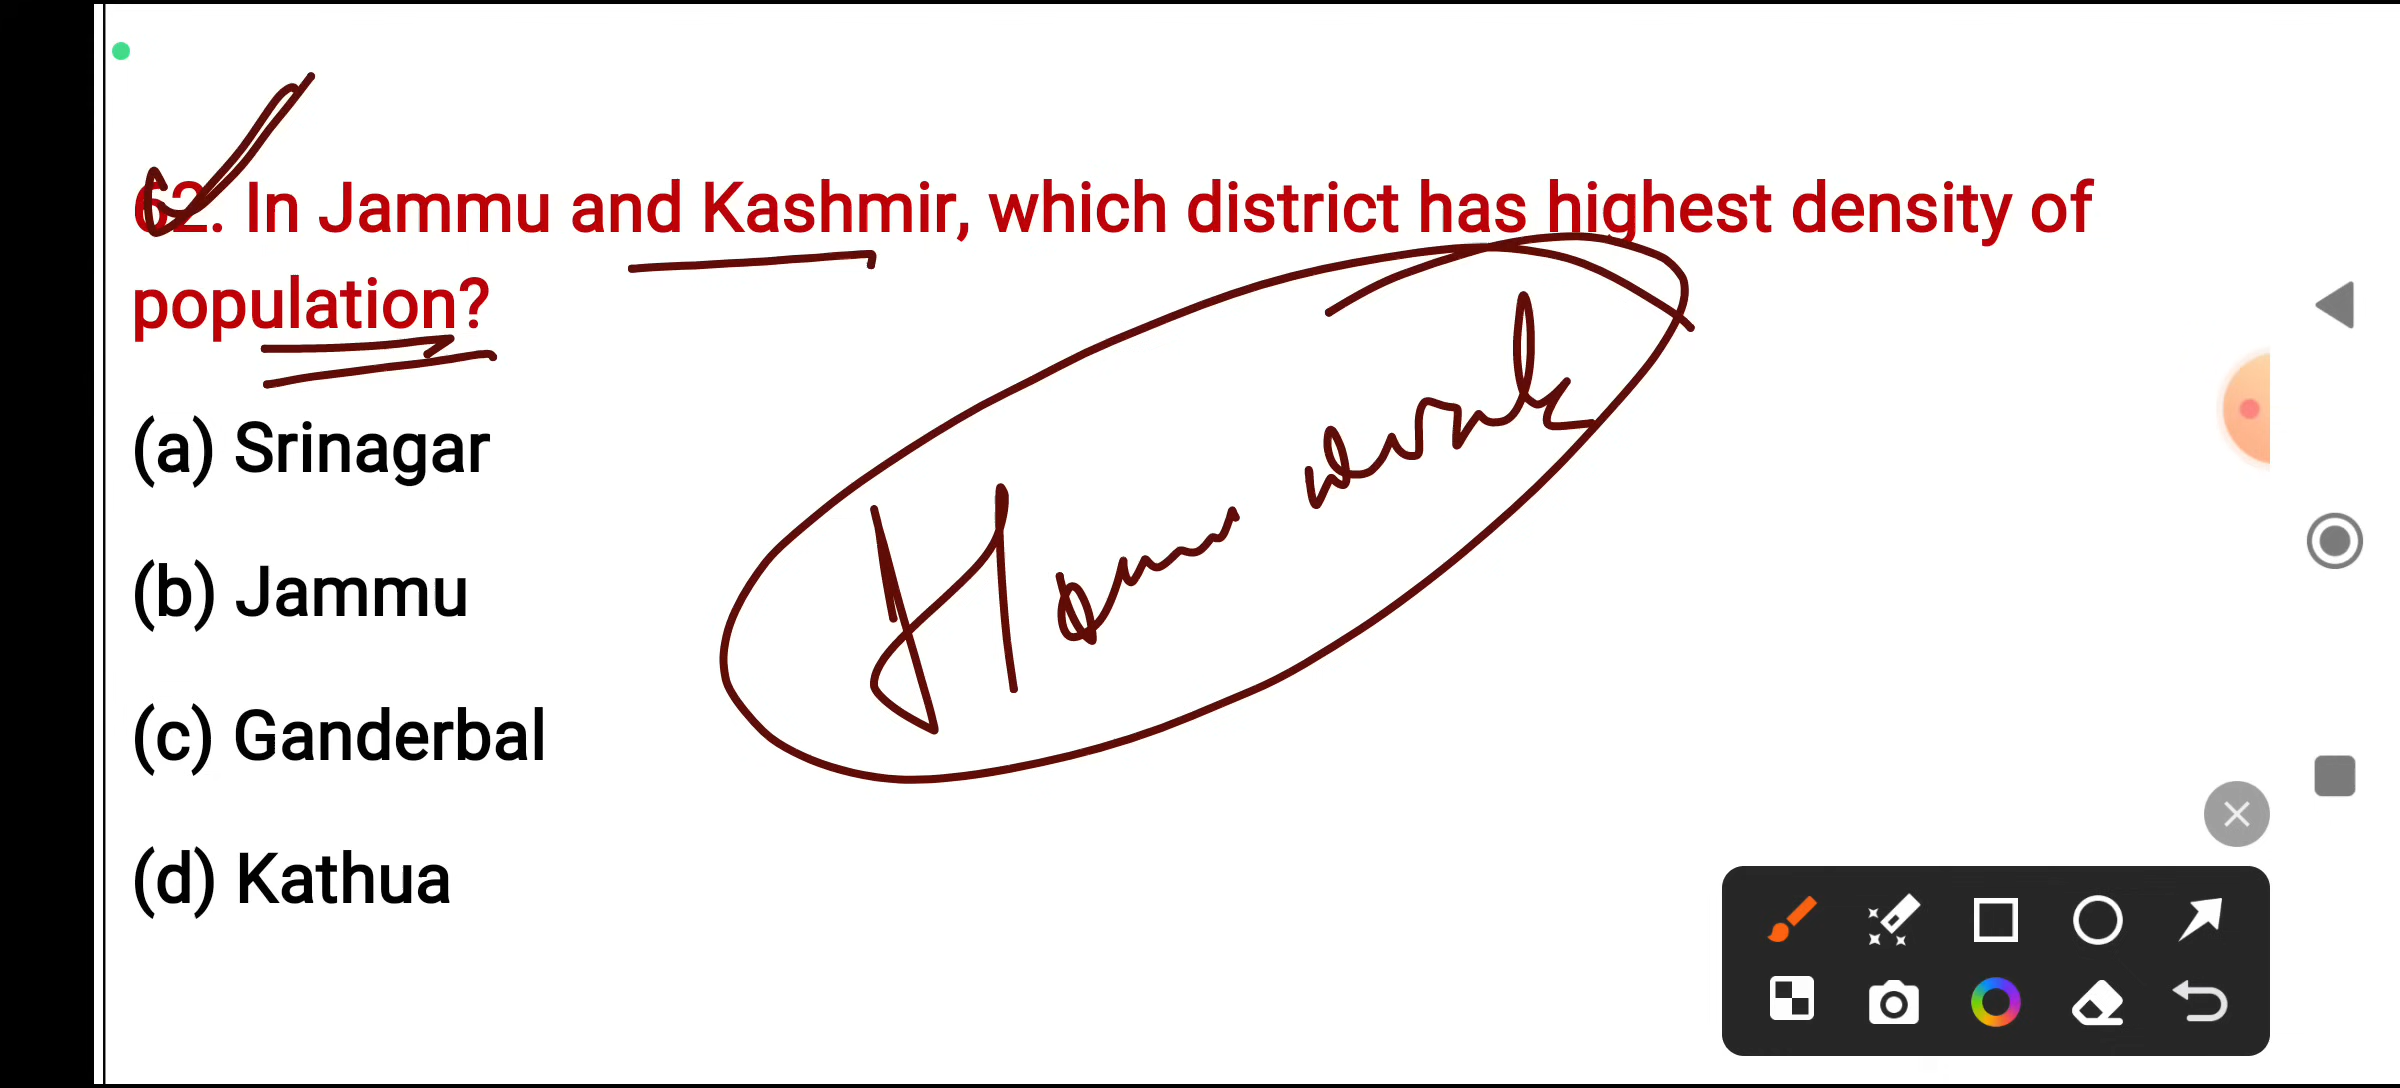 62. In Jammu and Kashmir, which district has highest density of
population?
(a) Srinagar
(b) Jammu
(c) Ganderbal
(d) Kathua
Home work